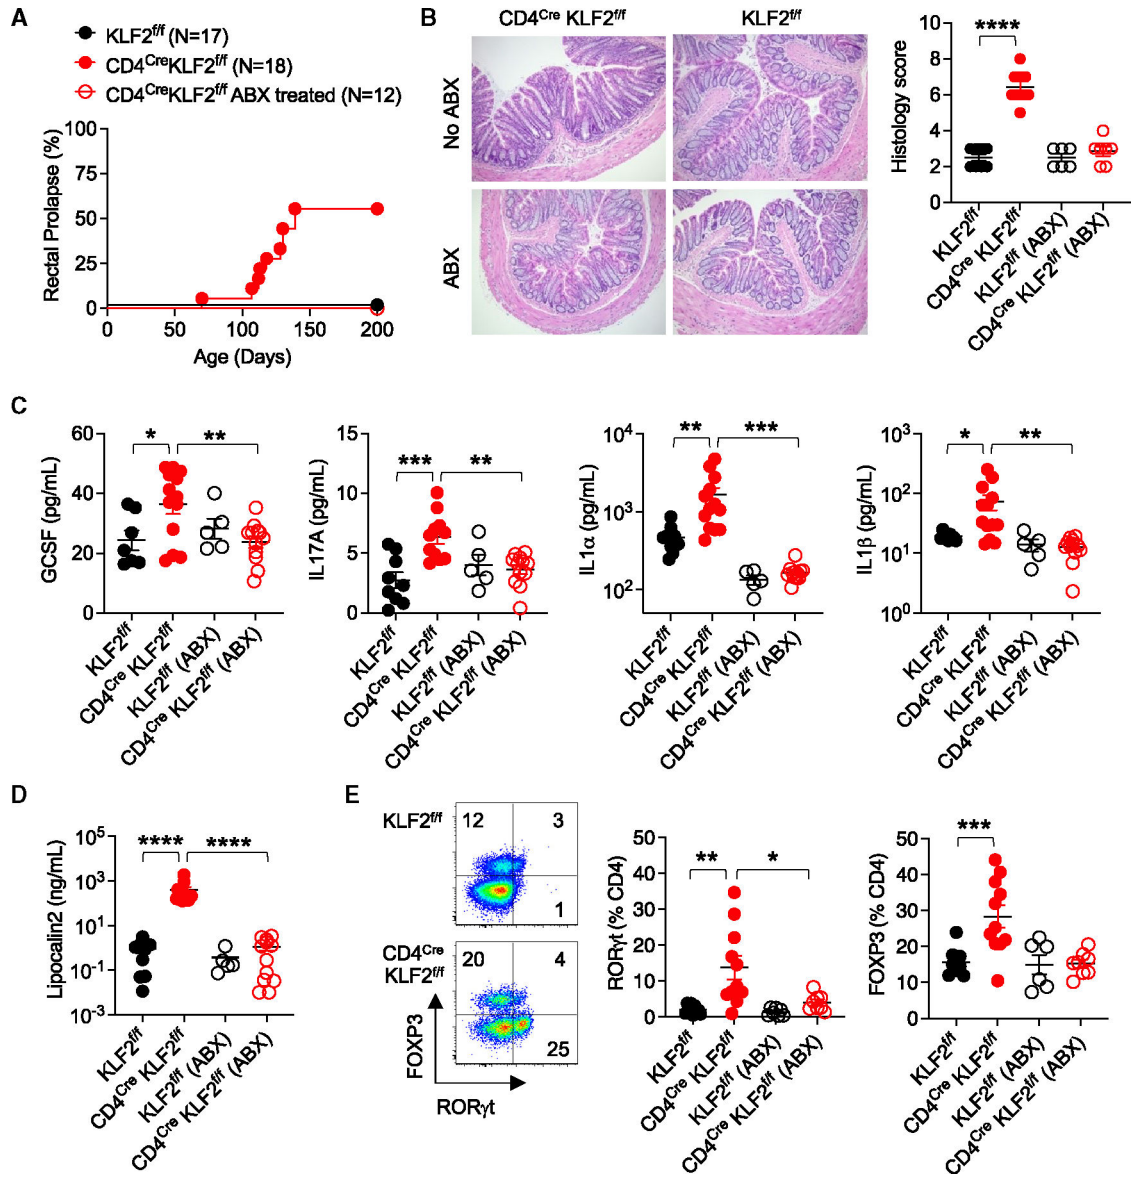 A
KLF2f/f (N=17)
CD4CreKLF2f/f (N=18)
CD4CreKLF2f/f ABX treated (N=12)
100
75
50
25
0
Rectal Prolapse (%)
0 50 100 150 200
Age (Days)
B
CD4Cre KLF2f/f KLF2f/f
No ABX
ABX
10
8
6
4
2
0
Histology score
****
KLF2f/f
CD4Cre KLF2f/f
KLF2f/f (ABX)
CD4Cre KLF2f/f (ABX)
C
60
40
20
0
GCSF (pg/mL)
* **
KLF2f/f
CD4Cre KLF2f/f
KLF2f/f (ABX)
CD4Cre KLF2f/f (ABX)
15
10
5
0
IL17A (pg/mL)
*** **
KLF2f/f
CD4Cre KLF2f/f
KLF2f/f (ABX)
CD4Cre KLF2f/f (ABX)
104
103
102
IL1α (pg/mL)
** ***
KLF2f/f
CD4Cre KLF2f/f
KLF2f/f (ABX)
CD4Cre KLF2f/f (ABX)
103
102
101
100
IL1β (pg/mL)
* **
KLF2f/f
CD4Cre KLF2f/f
KLF2f/f (ABX)
CD4Cre KLF2f/f (ABX)
D
105
103
101
10-1
10-3
Lipocalin2 (ng/mL)
**** ****
KLF2f/f
CD4Cre KLF2f/f
KLF2f/f (ABX)
CD4Cre KLF2f/f (ABX)
E
KLF2f/f
12 3
1
CD4Cre
KLF2f/f
20 4
25
FOXP3
RORγt
50
40
30
20
10
0
RORγt (% CD4)
** *
KLF2f/f
CD4Cre KLF2f/f
KLF2f/f (ABX)
CD4Cre KLF2f/f (ABX)
50
40
30
20
10
0
FOXP3 (% CD4)
***
KLF2f/f
CD4Cre KLF2f/f
KLF2f/f (ABX)
CD4Cre KLF2f/f (ABX)